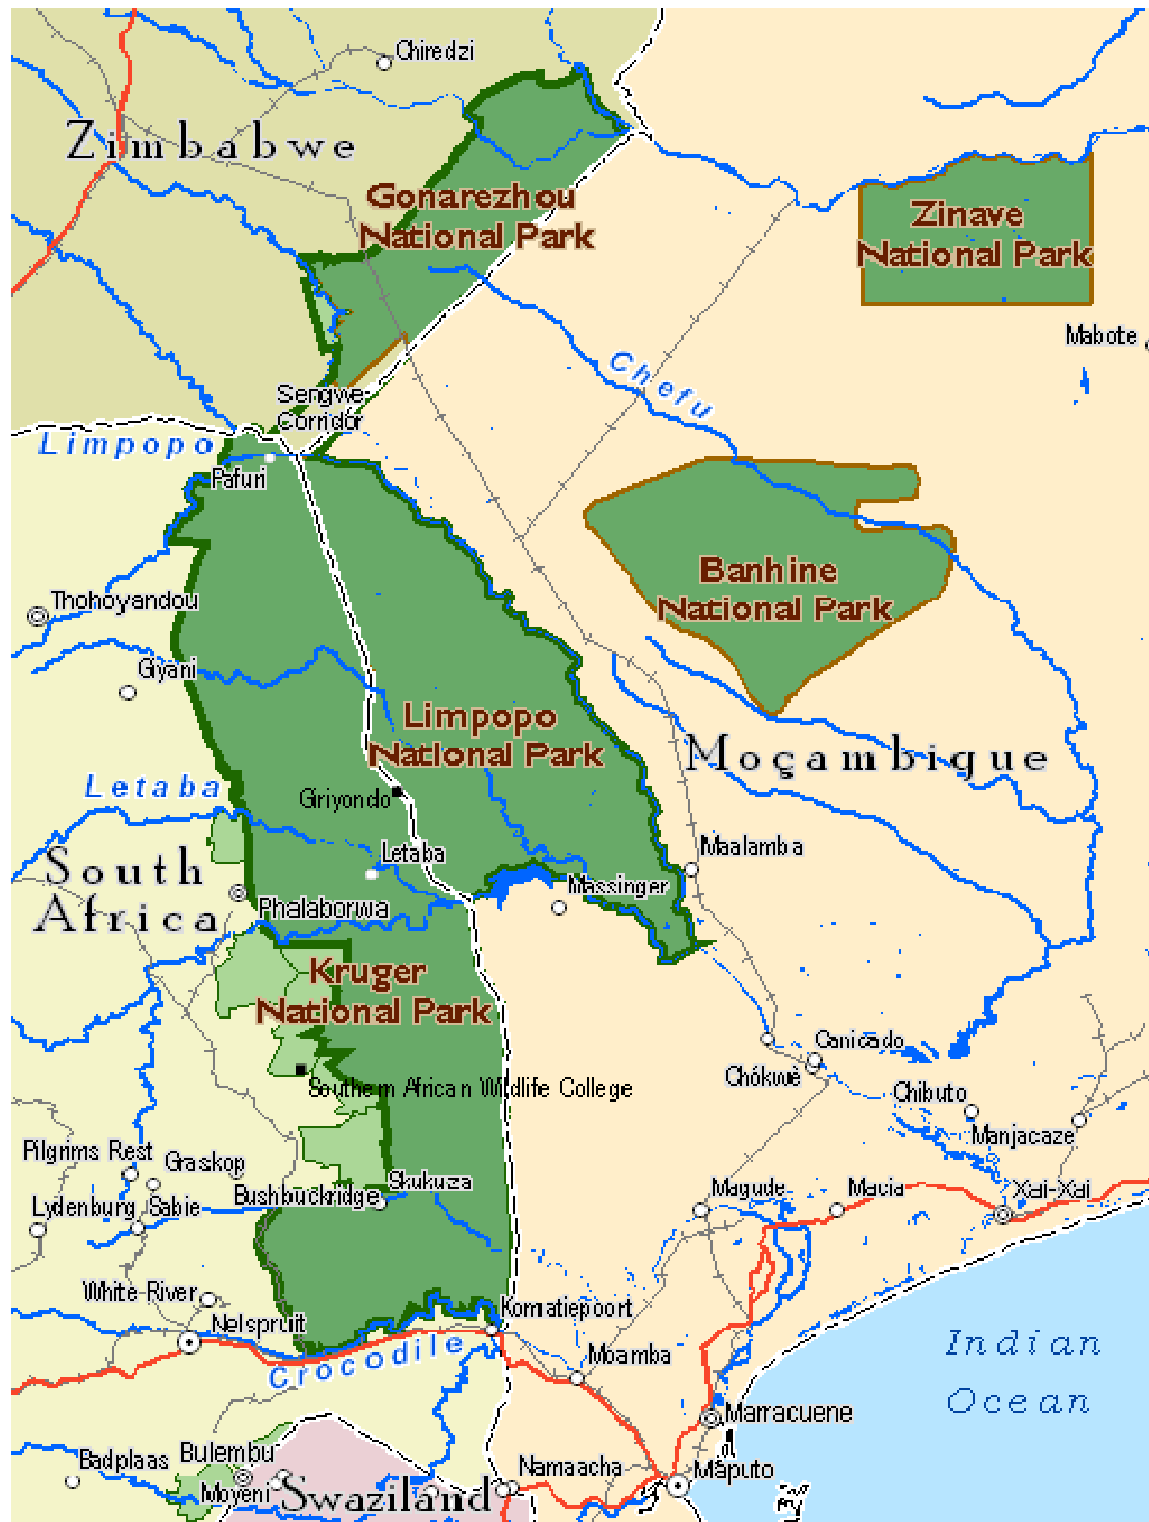 Chiredzi
Zimbabwe
Gonarezhou
National Park
Zinave
National Park
Mabote
Chefu
Sengwe
Corridor
Limpopo
Pafuri
Banhine
National Park
Thohoyandou
Giyani
Limpopo
National Park
Moçambique
Letaba
Giriyondo
Maalamba
Letaba
South
Africa
Massinger
Phalaborwa
Kruger
National Park
Canicado
Chókwè
Southern African Wildlife College
Chibuto
Manjacaze
Pilgrims Rest
Graskop
Skukuza
Bushbuckridge
Magude
Macia
Xai-Xai
Lydenburg
Sabie
White River
Komatiepoort
Nelspruit
Crocodile
Moamba
Indian
Ocean
Marracuene
Badplaas
Bulembu
Namaacha
Maputo
Moyeni
Swaziland